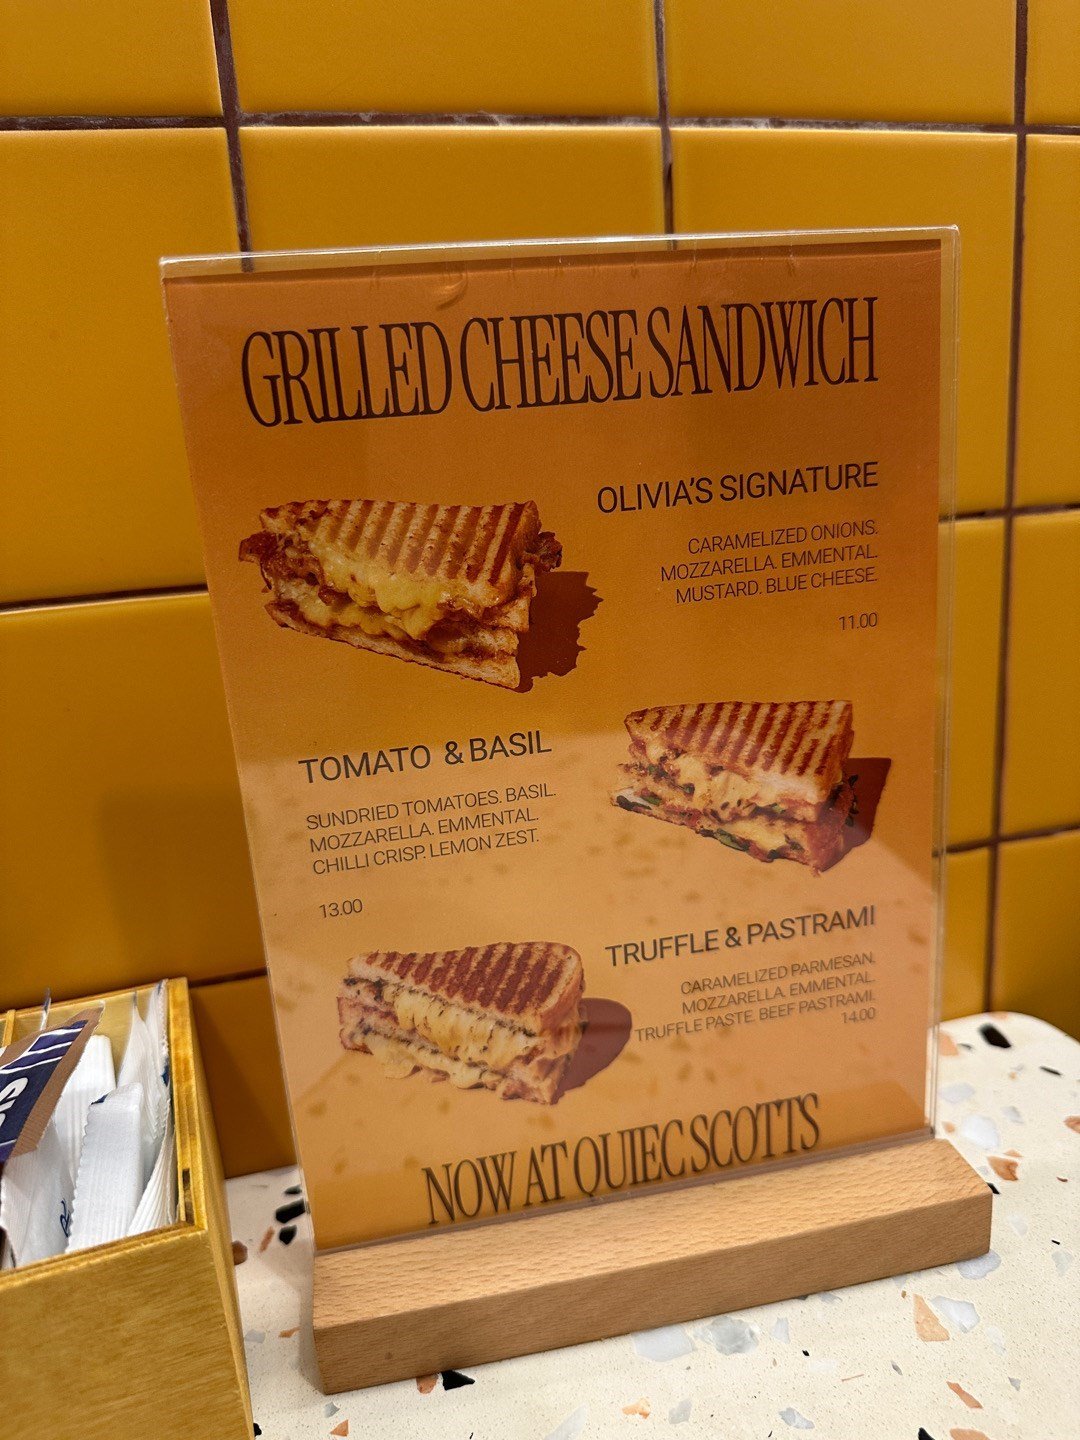 GRILLED CHEESE SANDWICH
OLIVIA'S SIGNATURE
CARAMELIZED ONIONS.
MOZZARELLA. EMMENTAL.
MUSTARD. BLUE CHEESE.
11.00
TOMATO & BASIL
SUNDRIED TOMATOES. BASIL.
MOZZARELLA. EMMENTAL.
CHILLI CRISP. LEMON ZEST.
13.00
TRUFFLE & PASTRAMI
CARAMELIZED PARMESAN.
MOZZARELLA. EMMENTAL.
TRUFFLE PASTE. BEEF PASTRAMI.
14.00
NOW AT QUIEC SCOTTS